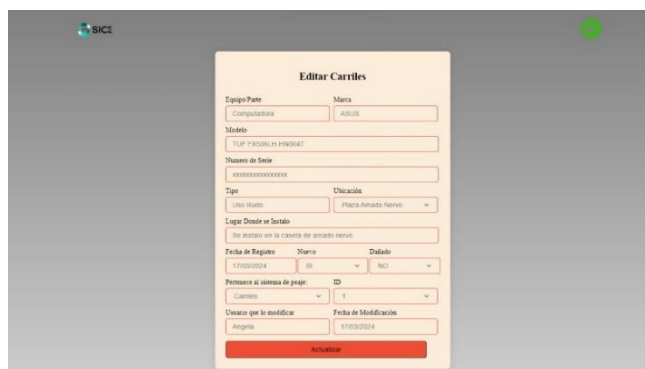 SICE
Editar Carriles
Equipo Parte Marca
Computadora ASUS
Modelo
TUF FX506LH-HN0047
Numero de Serie
Tipo Ubicación
Uso Rudo Plaza Amado Nervo
Lugar Donde se Instalo
Se instalo en la caseta de amado nervo
Fecha de Registro Nuevo Dañado
17/03/2024 SI NO
Pertenece al sistema de peaje: ID
Carriles 1
Usuario que lo modificar Fecha de Modificación
Angela 17/03/2024
Actualizar